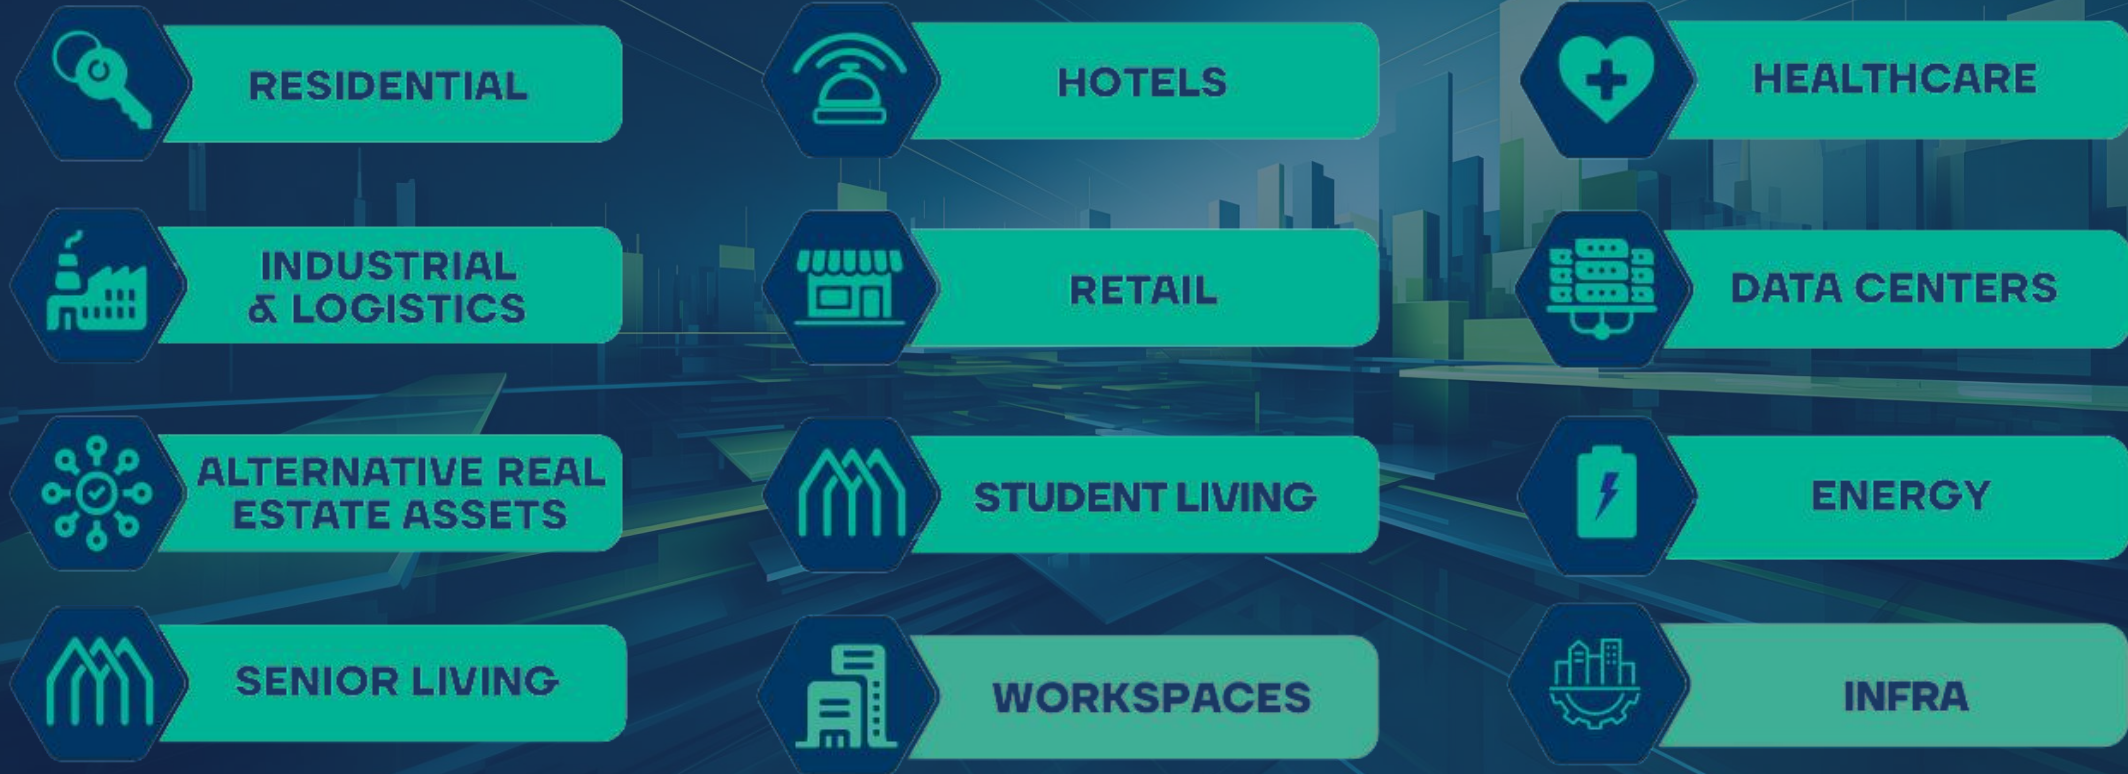 RESIDENTIAL
HOTELS
HEALTHCARE
INDUSTRIAL
& LOGISTICS
RETAIL
DATA CENTERS
ALTERNATIVE REAL
ESTATE ASSETS
STUDENT LIVING
ENERGY
SENIOR LIVING
WORKSPACES
INFRA